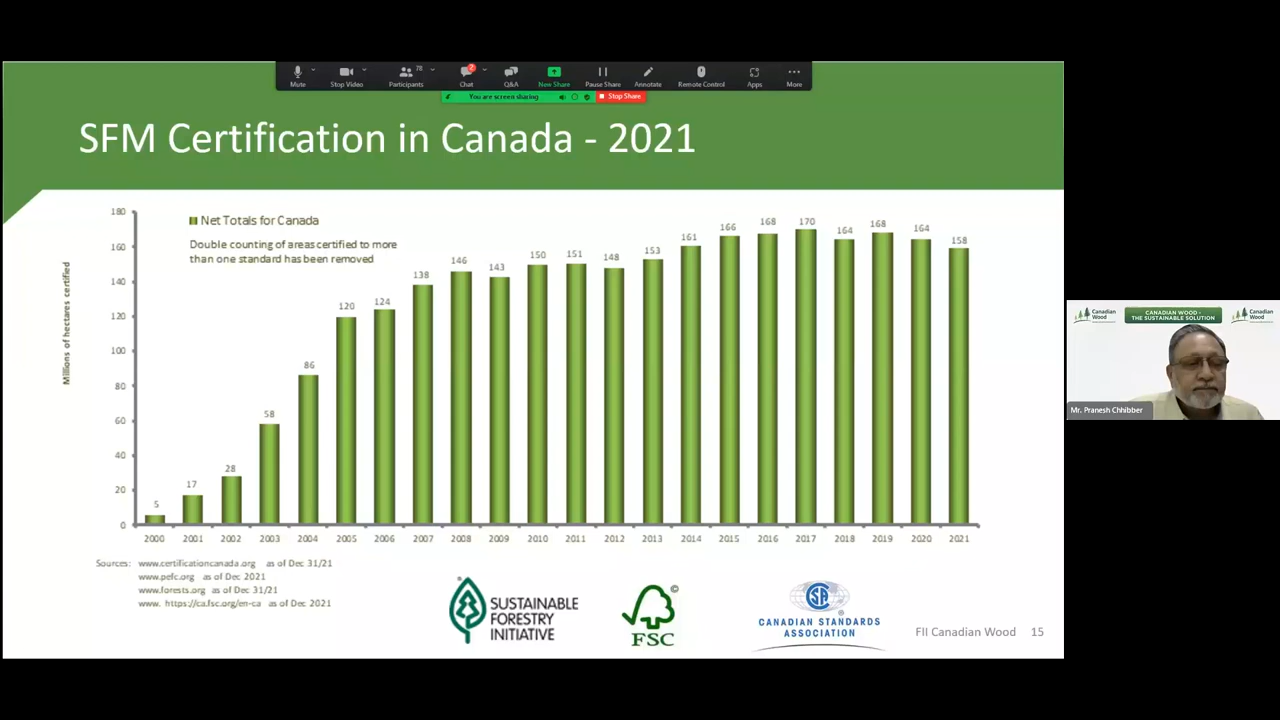 Mute
Stop Video
Participants
78
Chat
2
Q&A
New Share
Pause Share
Annotate
Remote Control
Apps
More
You are screen sharing
Stop Share
SFM Certification in Canada - 2021
Millions of hectares certified
180
160
140
120
100
80
60
40
20
0
Net Totals for Canada
Double counting of areas certified to more
than one standard has been removed
5
17
28
58
86
120
124
138
146
143
150
151
148
153
161
166
168
170
164
168
164
158
2000 2001 2002 2003 2004 2005 2006 2007 2008 2009 2010 2011 2012 2013 2014 2015 2016 2017 2018 2019 2020 2021
Sources: www.certificationcanada.org as of Dec 31/21
www.pefc.org as of Dec 2021
www.forests.org as of Dec 31/21
www. https://ca.fsc.org/en-ca as of Dec 2021
SUSTAINABLE
FORESTRY
INITIATIVE
©
FSC
®
CANADIAN STANDARDS
ASSOCIATION
FII Canadian Wood 15
Canadian
Wood
CANADIAN WOOD -
THE SUSTAINABLE SOLUTION
Canadian
Wood
Mr. Pranesh Chhibber